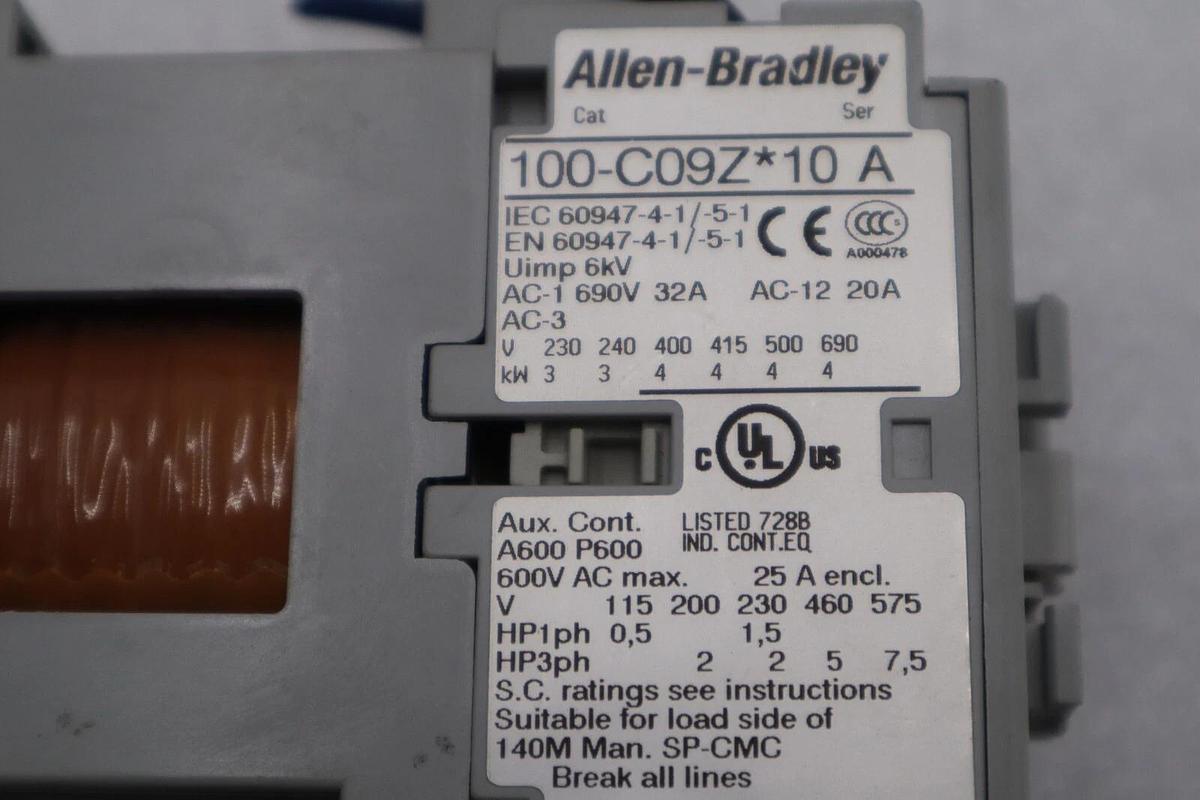 Allen-Bradley
Cat Ser
100-C09Z*10 A
IEC 60947-4-1/-5-1
EN 60947-4-1/-5-1
CE
CCC S
A000478
Uimp 6kV
AC-1 690V 32A AC-12 20A
AC-3
V 230 240 400 415 500 690
kW 3 3 4 4 4 4
C UL US
Aux. Cont. LISTED 728B
A600 P600 IND. CONT.EQ
600V AC max. 25 A encl.
V 115 200 230 460 575
HP1ph 0,5 1,5
HP3ph 2 2 5 7,5
S.C. ratings see instructions
Suitable for load side of
140M Man. SP-CMC
Break all lines